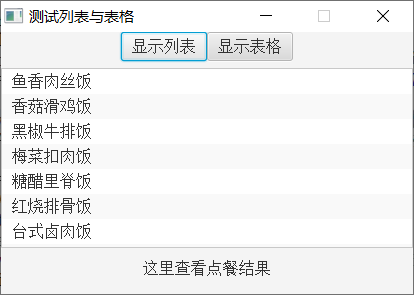 测试列表与表格
显示列表 显示表格
鱼香肉丝饭
香菇滑鸡饭
黑椒牛排饭
梅菜扣肉饭
糖醋里脊饭
红烧排骨饭
台式卤肉饭
这里查看点餐结果